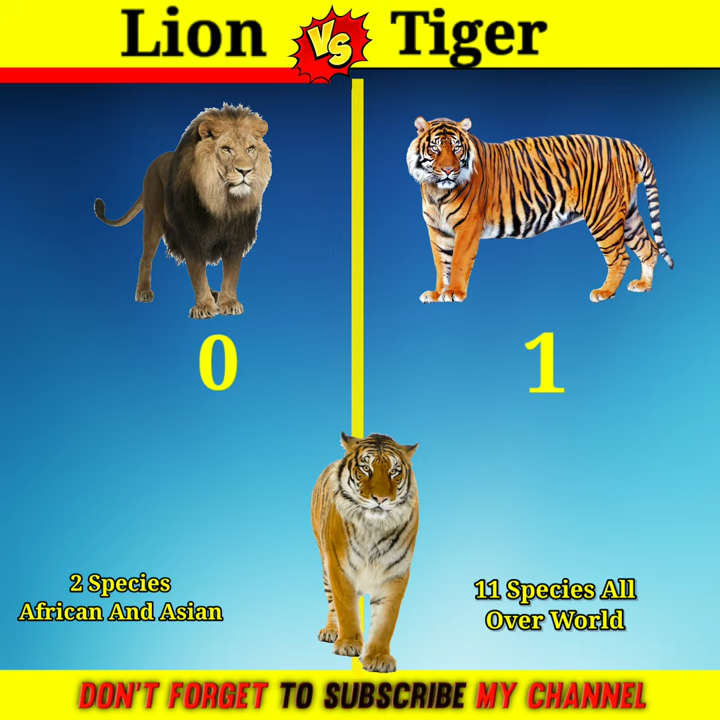 Lion VS Tiger
0 1
2 Species
African And Asian
11 Species All
Over World
DON'T FORGET TO SUBSCRIBE MY CHANNEL